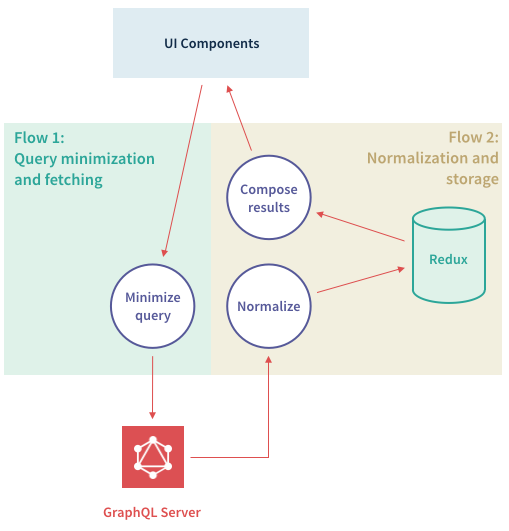 UI Components
Flow 1:
Query minimization
and fetching
Flow 2:
Normalization and
storage
Compose
results
Redux
Minimize
query
Normalize
GraphQL Server